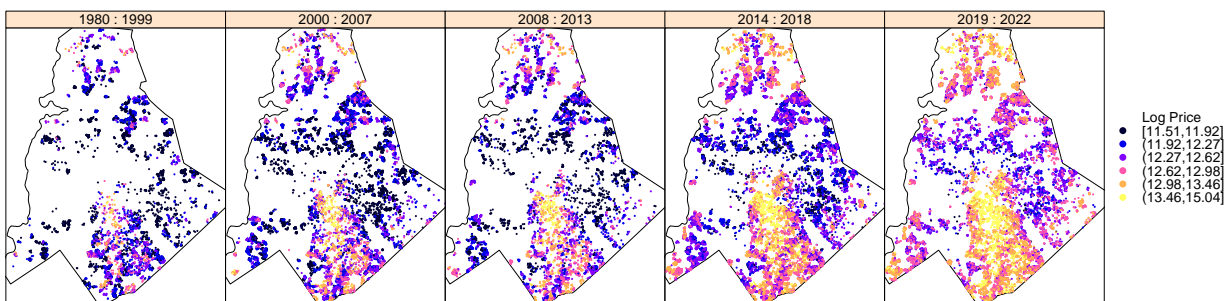 1980 : 1999
2000 : 2007
2008 : 2013
2014 : 2018
2019 : 2022
Log Price
[11.51,11.92]
(11.92,12.27]
(12.27,12.62]
(12.62,12.98]
(12.98,13.46]
(13.46,15.04]